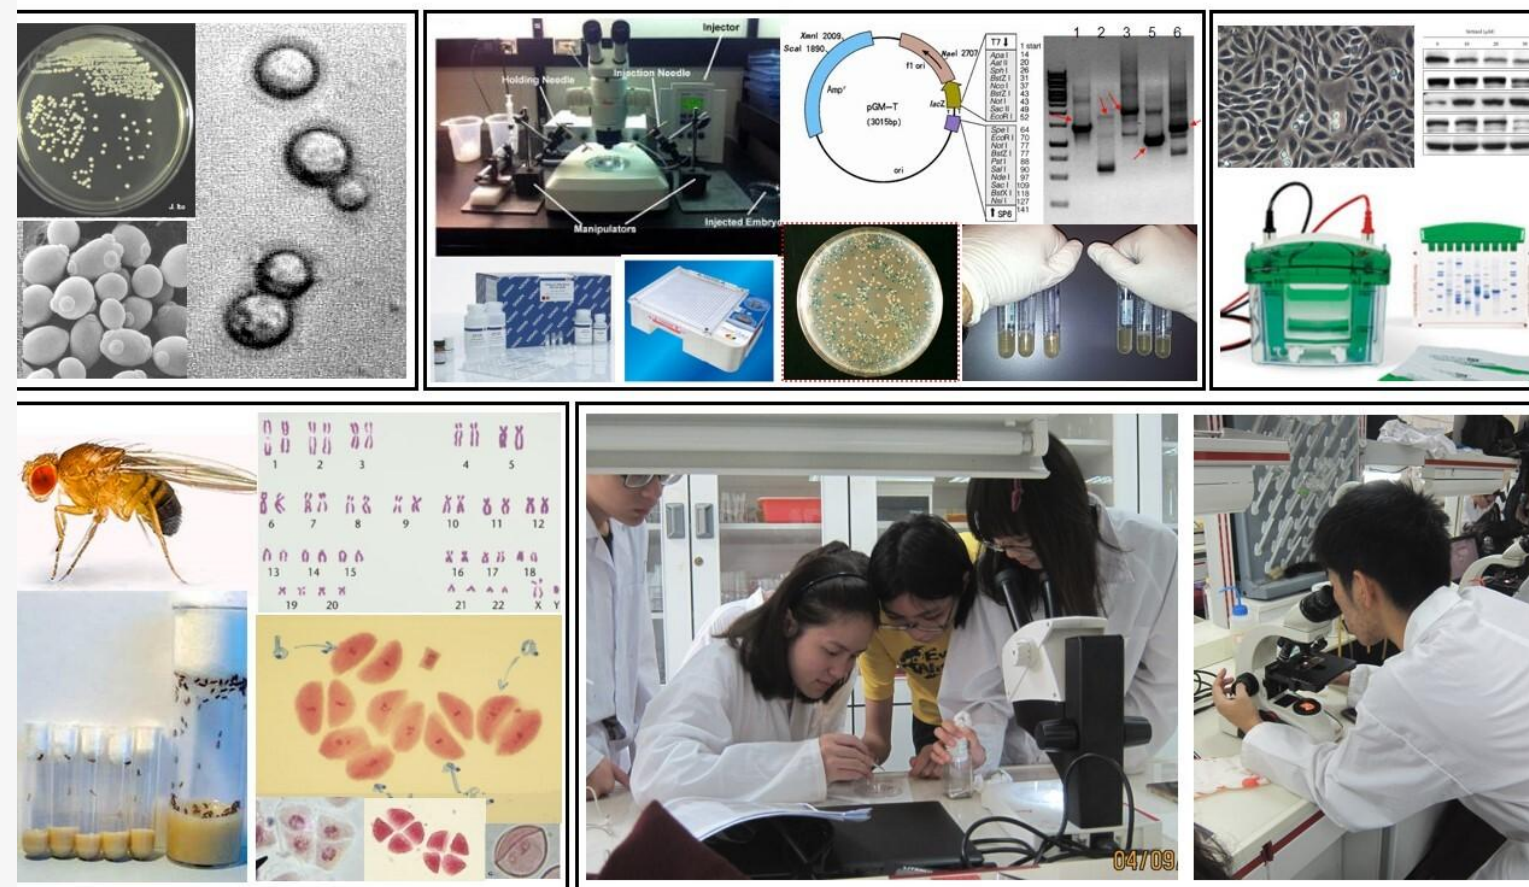 J. Ito
Injector
Holding Needle
Injection Needle
Manipulators
Injected Embryo
XmnI 2009
ScaI 1890
NaeI 2707
f1 ori
Ampʳ
lacZ
pGM-T
(3015bp)
ori
T7 ↓
1 start
ApaI 14
AatII 20
SphI 26
BstZI 31
NcoI 37
BstZI 43
NotI 43
SacII 49
EcoRI 52
SpeI 64
EcoRI 70
NotI 77
BstZI 77
PstI 88
SalI 90
NdeI 97
SacI 109
BstXI 118
NsiI 127
141
↑ SP6
1 2 3 5 6
1 2 3 4 5
6 7 8 9 10 11 12
13 14 15 16 17 18
19 20 21 22 X Y
04/09